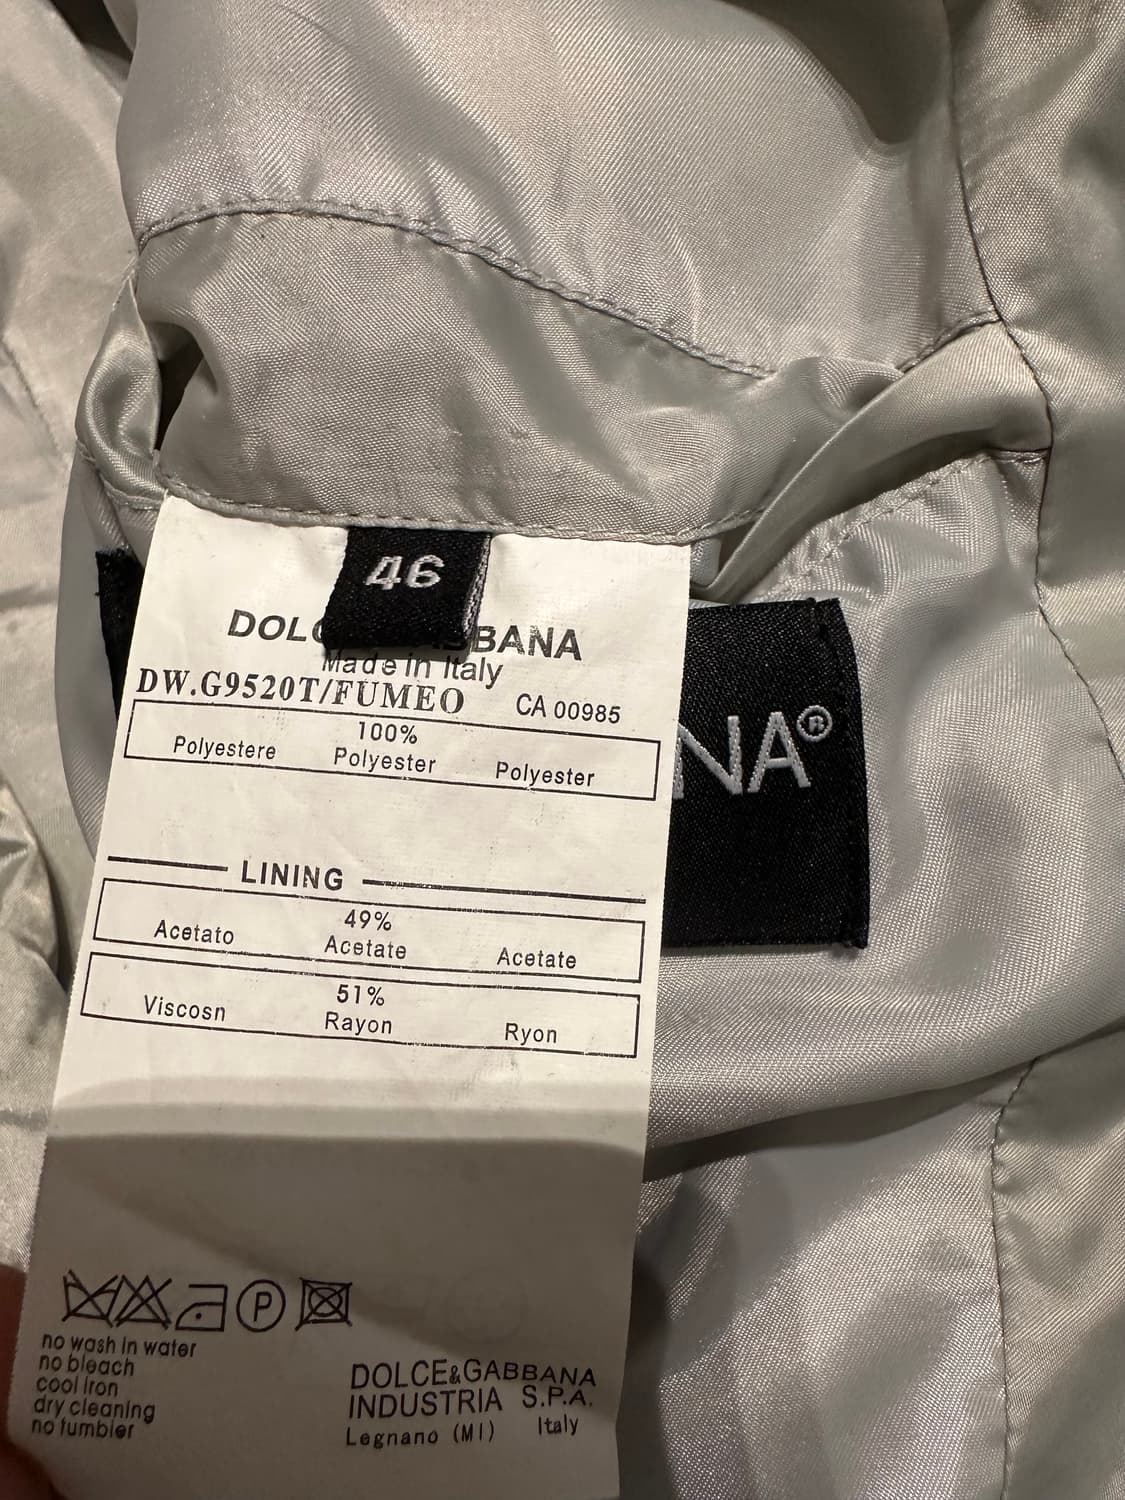 46
BBANA
Made in Italy
DW.G9520T/FUMEO CA 00985
100%
Polyestere Polyester Polyester
NA®
LINING
49%
Acetato Acetate Acetate
51%
Viscosn Rayon Ryon
P
no wash in water
no bleach
cool iron
dry cleaning
no tumbier
DOLCE&GABBANA
INDUSTRIA S.P.A.
Legnano (MI) Italy